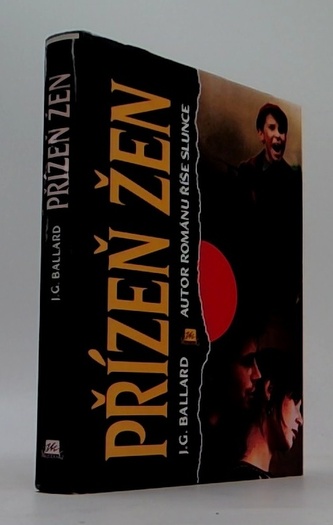 J.G. BALLARD PŘÍZEŇ ŽEN
PŘÍZEŇ ŽEN
J.G. BALLARD AUTOR ROMÁNU ŘÍŠE SLUNCE